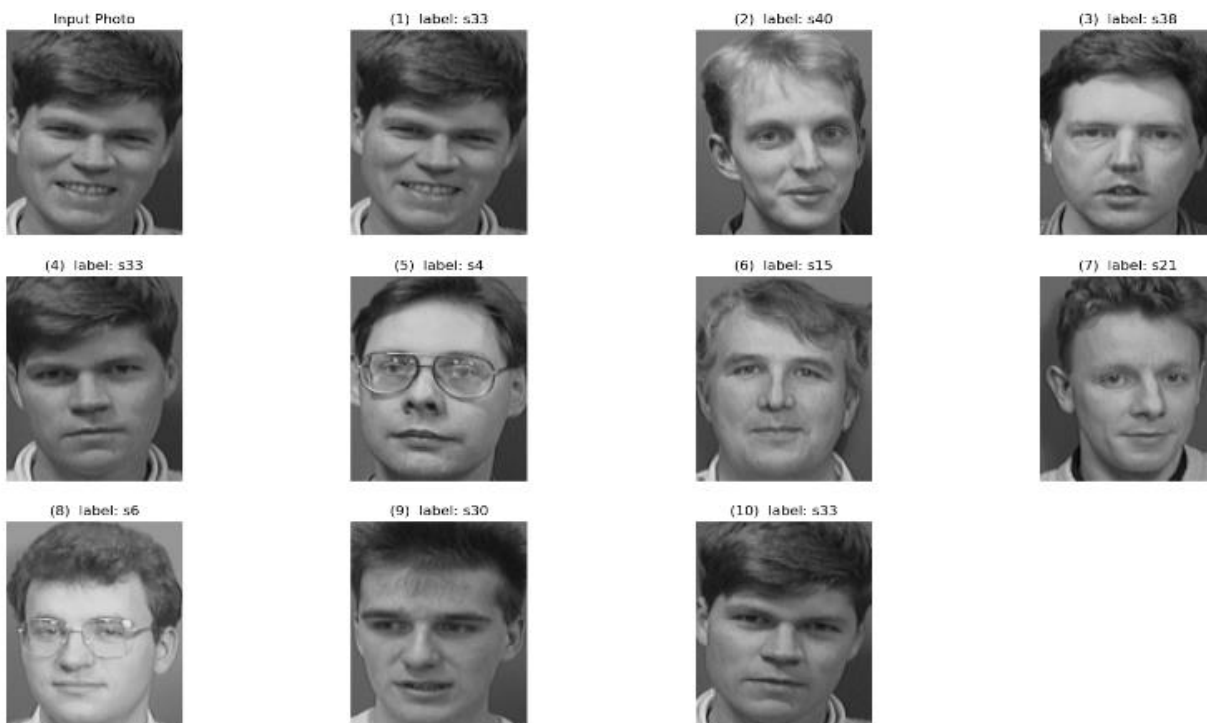 Input Photo
(1) label: s33
(2) label: s40
(3) label: s38
(4) label: s33
(5) label: s4
(6) label: s15
(7) label: s21
(8) label: s6
(9) label: s30
(10) label: s33